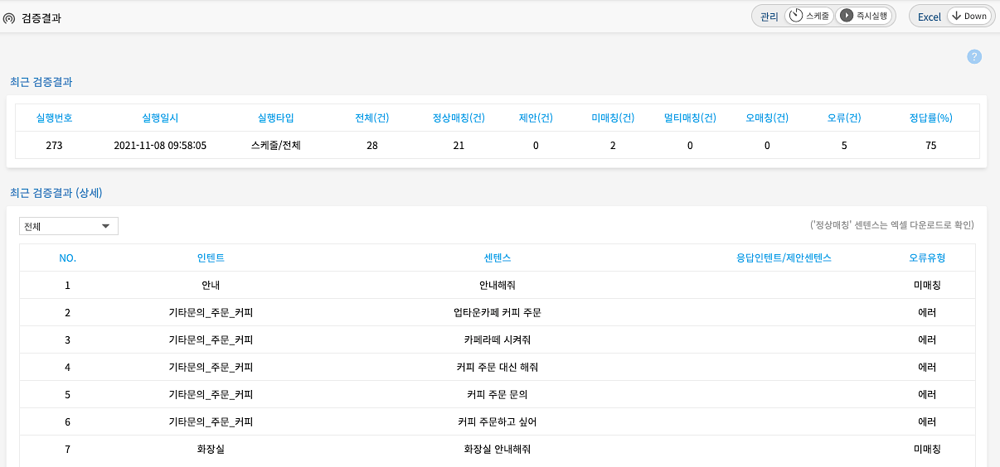 검증결과
관리 스케줄 즉시실행 Excel Down
?
최근 검증결과
실행번호 실행일시 실행타입 전체(건) 정상매칭(건) 제안(건) 미매칭(건) 멀티매칭(건) 오매칭(건) 오류(건) 정답률(%)
273 2021-11-08 09:58:05 스케줄/전체 28 21 0 2 0 0 5 75
최근 검증결과 (상세)
전체
('정상매칭' 센텐스는 엑셀 다운로드로 확인)
NO. 인텐트 센텐스 응답인텐트/제안센텐스 오류유형
1 안내 안내해줘 미매칭
2 기타문의_주문_커피 업타운카페 커피 주문 에러
3 기타문의_주문_커피 카페라떼 시켜줘 에러
4 기타문의_주문_커피 커피 주문 대신 해줘 에러
5 기타문의_주문_커피 커피 주문 문의 에러
6 기타문의_주문_커피 커피 주문하고 싶어 에러
7 화장실 화장실 안내해줘 미매칭